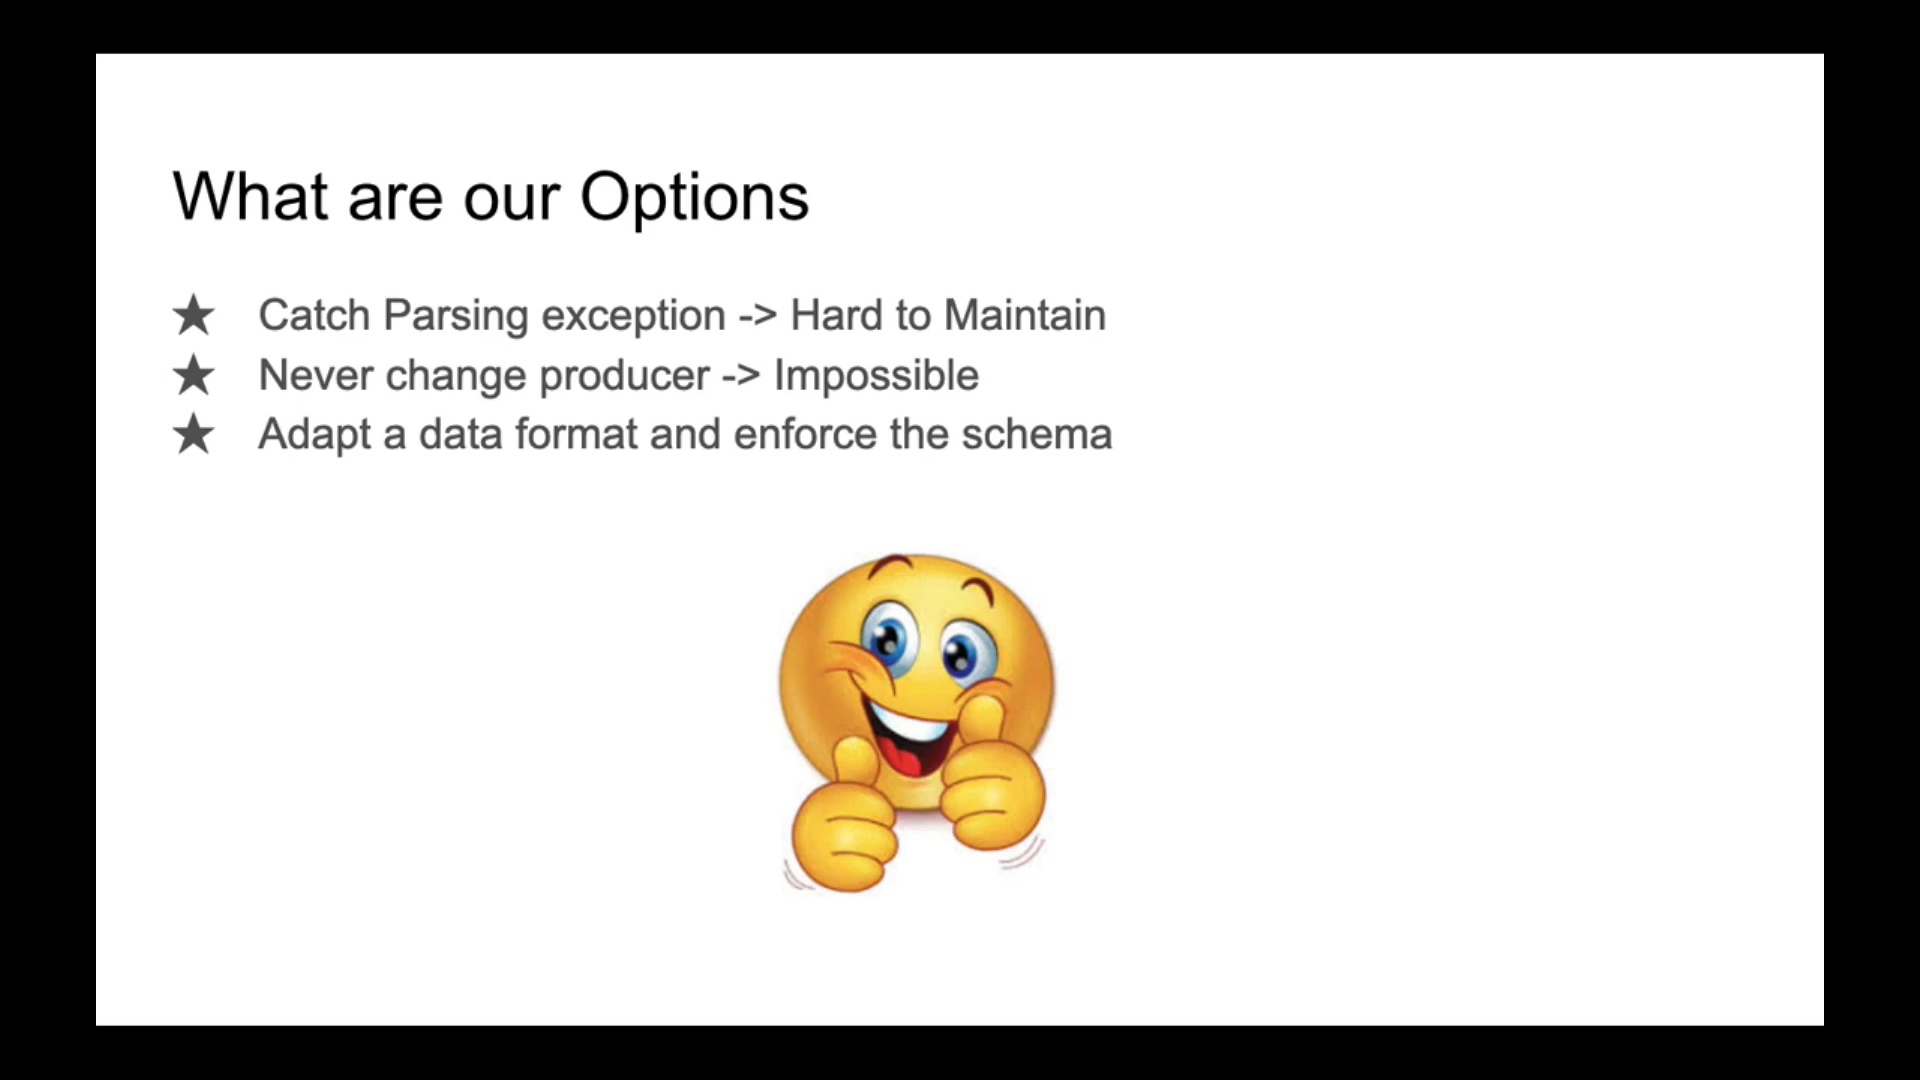 What are our Options
★ Catch Parsing exception -> Hard to Maintain
★ Never change producer -> Impossible
★ Adapt a data format and enforce the schema